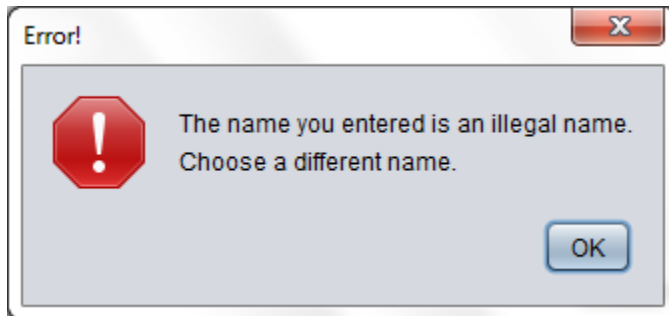 Error!
The name you entered is an illegal name.
Choose a different name.
OK